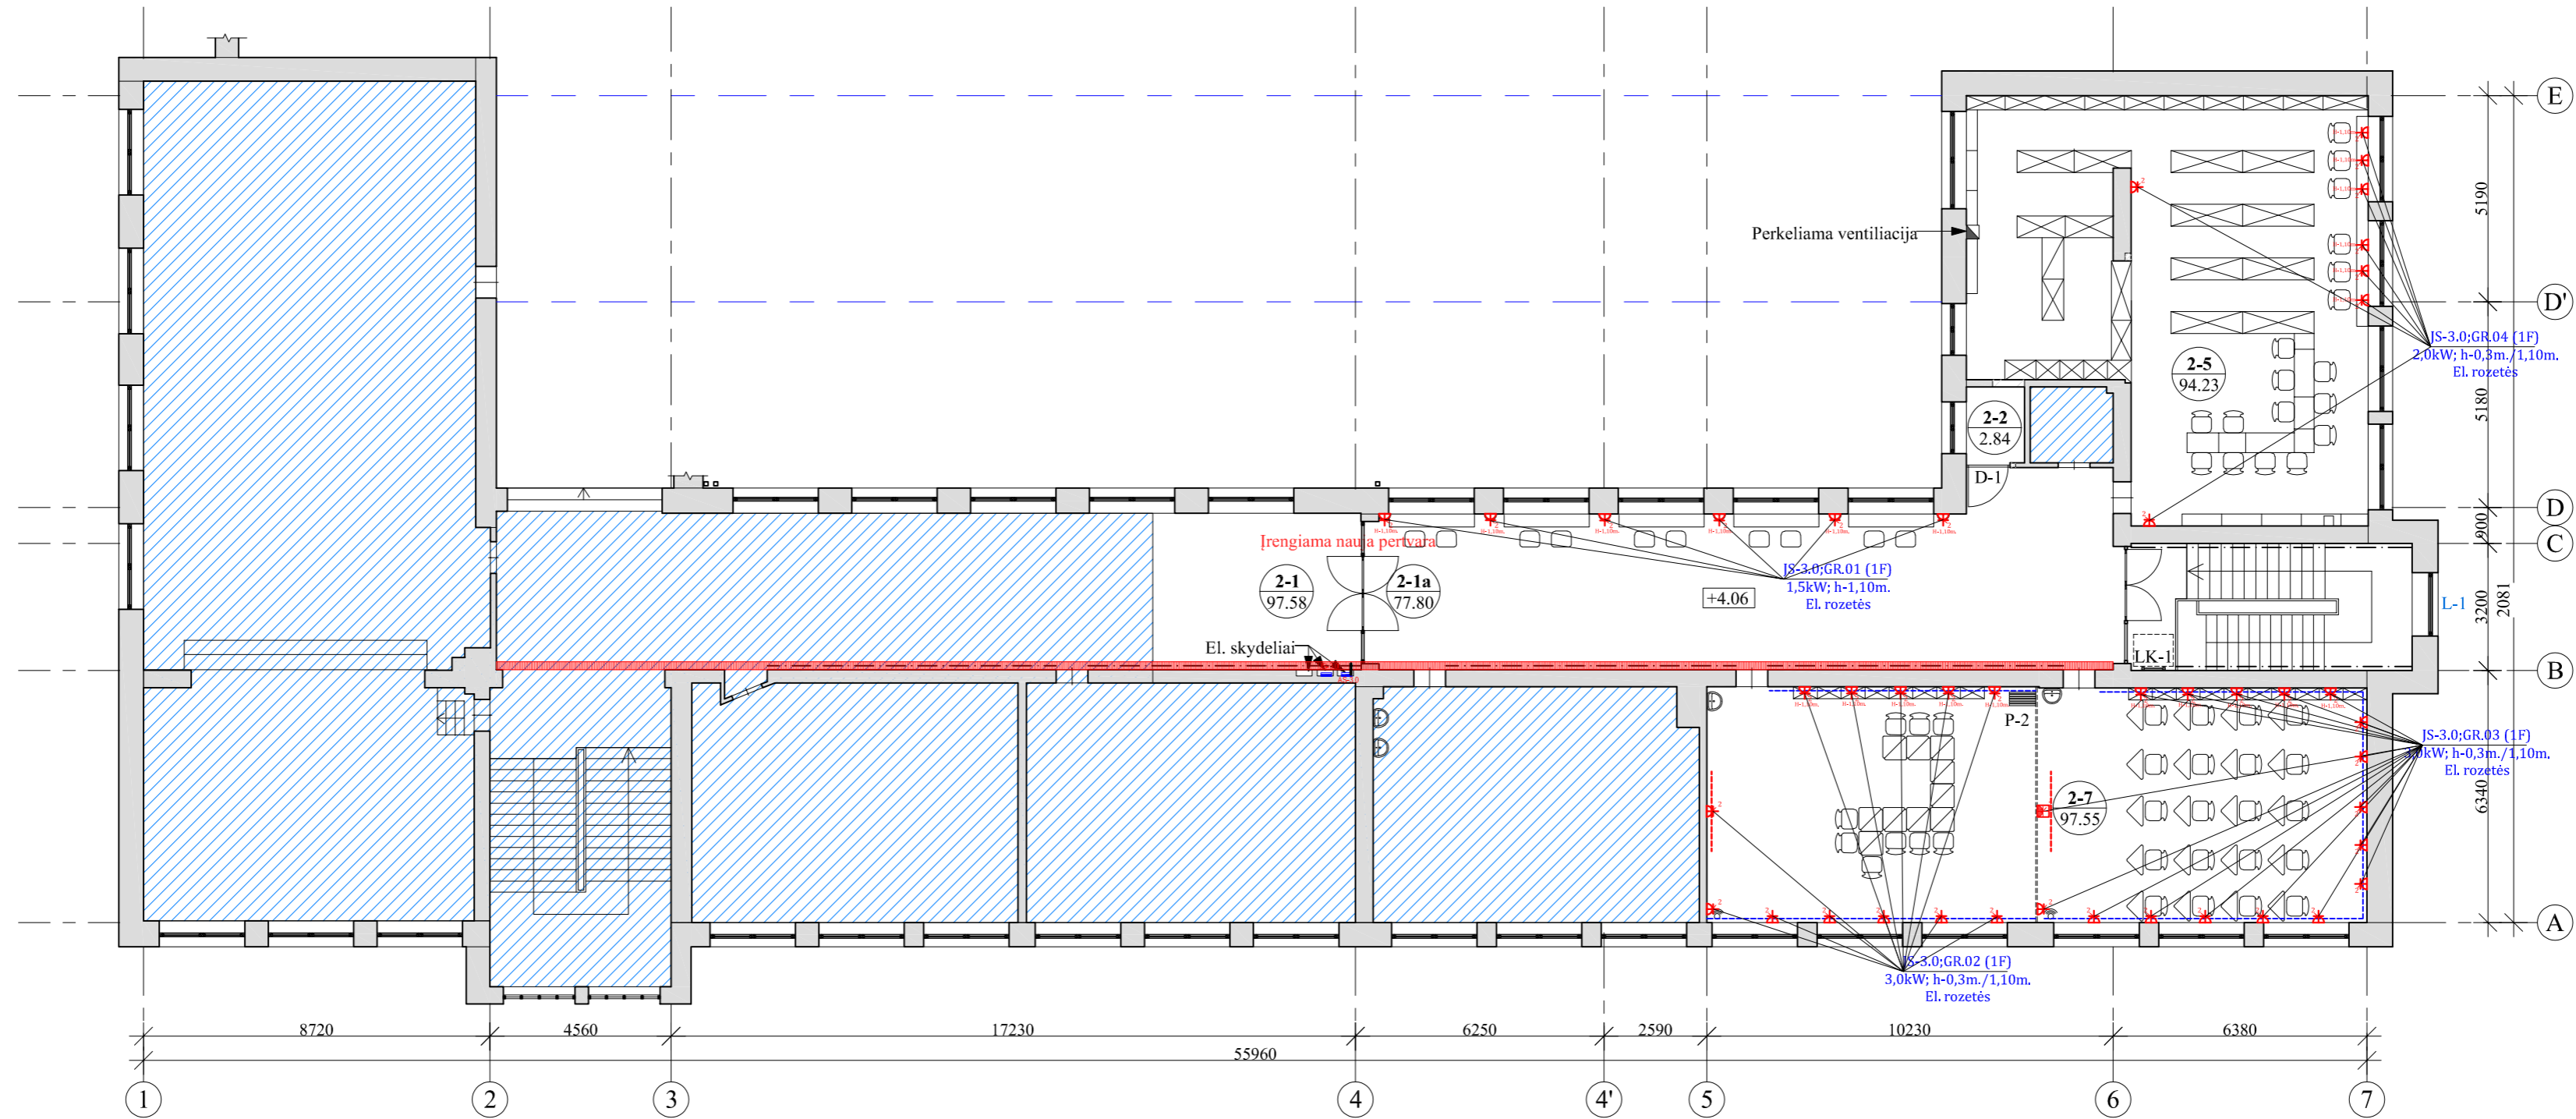 E
5190
Perkeliama ventiliacija
D'
JS-3.0;GR.04 (1F)
2,0kW; h-0,3m./1,10m.
El. rozetės
2-5
94.23
5180
2-2
2.84
D-1
D
900
C
Įrengiama nauja pertvara
2-1
97.58
2-1a
77.80
JS-3.0;GR.01 (1F)
1,5kW; h-1,10m.
El. rozetės
+4.06
L-1
3200
2081
El. skydeliai
LK-1
B
P-2
JS-3.0;GR.03 (1F)
h-0,3m./1,10m.
El. rozetės
2-7
97.55
6340
A
JS-3.0;GR.02 (1F)
3,0kW; h-0,3m./1,10m.
El. rozetės
8720
4560
17230
6250
2590
10230
6380
55960
1
2
3
4
4'
5
6
7